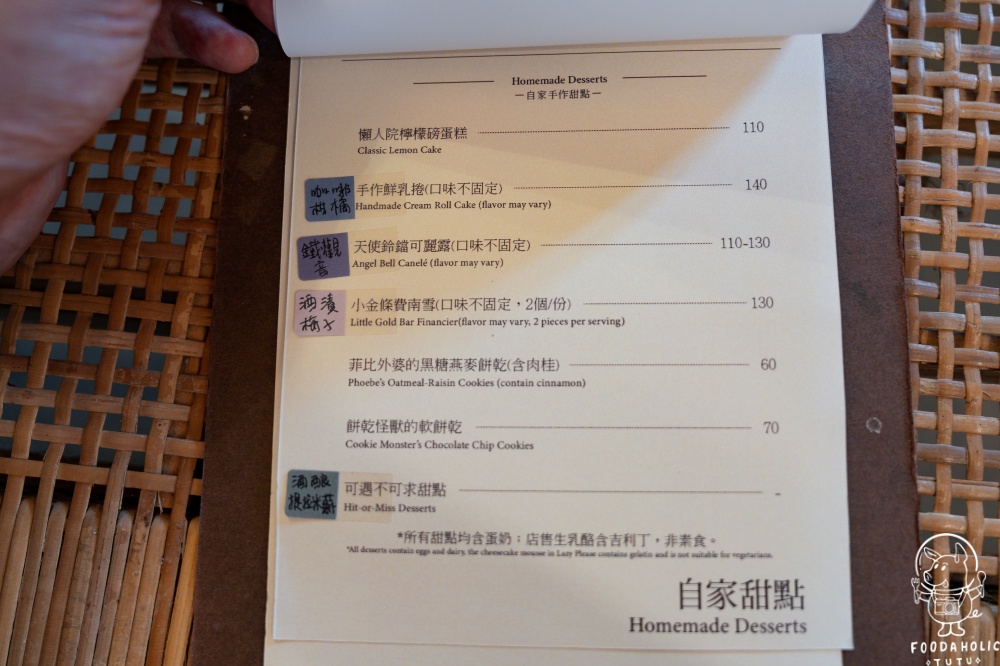 Homemade Desserts
－自家手作甜點－
懶人院檸檬磅蛋糕 110
Classic Lemon Cake
咖啡
柑橘
手作鮮乳捲(口味不固定) 140
Handmade Cream Roll Cake (flavor may vary)
鐵觀
音
天使鈴鐺可麗露(口味不固定) 110-130
Angel Bell Canelé (flavor may vary)
酒漬
梅子
小金條費南雪(口味不固定，2個/份) 130
Little Gold Bar Financier(flavor may vary, 2 pieces per serving)
菲比外婆的黑糖燕麥餅乾(含肉桂) 60
Phoebe's Oatmeal-Raisin Cookies (contain cinnamon)
餅乾怪獸的軟餅乾 70
Cookie Monster's Chocolate Chip Cookies
酒釀
提拉米蘇
可遇不可求甜點 -
Hit-or-Miss Desserts
*所有甜點均含蛋奶；店售生乳酪含吉利丁，非素食。
*All desserts contain eggs and dairy, the cheesecake mousse in Lazy Please contains gelatin and is not suitable for vegetarians.
自家甜點
Homemade Desserts
FOODAHOLIC
TUTU